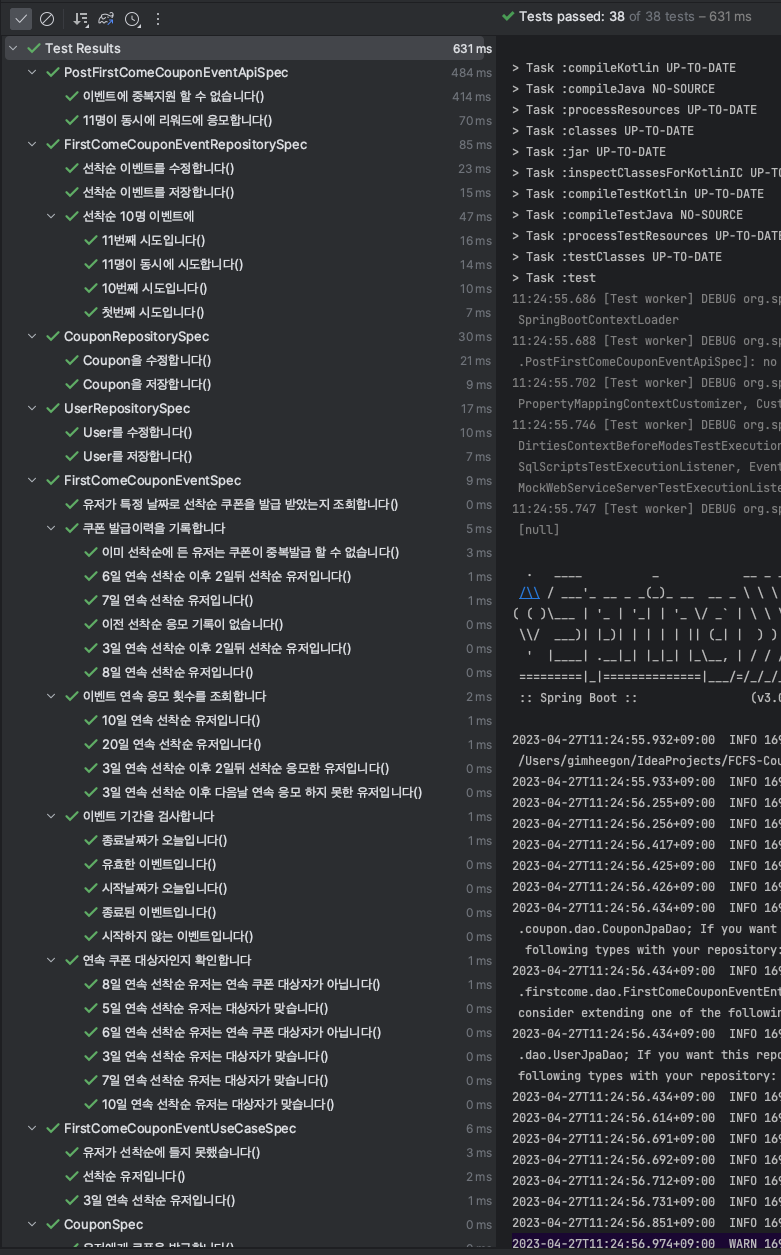 Tests passed: 38 of 38 tests – 631 ms
Test Results 631 ms
PostFirstComeCouponEventApiSpec 484 ms
이벤트에 중복지원 할 수 없습니다() 414 ms
11명이 동시에 리워드에 응모합니다() 70 ms
FirstComeCouponEventRepositorySpec 85 ms
선착순 이벤트를 수정합니다() 23 ms
선착순 이벤트를 저장합니다() 15 ms
선착순 10명 이벤트에 47 ms
11번째 시도입니다() 16 ms
11명이 동시에 시도합니다() 14 ms
10번째 시도입니다() 10 ms
첫번째 시도입니다() 7 ms
CouponRepositorySpec 30 ms
Coupon을 수정합니다() 21 ms
Coupon을 저장합니다() 9 ms
UserRepositorySpec 17 ms
User를 수정합니다() 10 ms
User를 저장합니다() 7 ms
FirstComeCouponEventSpec 9 ms
유저가 특정 날짜로 선착순 쿠폰을 발급 받았는지 조회합니다() 0 ms
쿠폰 발급이력을 기록합니다 5 ms
이미 선착순에 든 유저는 쿠폰이 중복발급 할 수 없습니다() 3 ms
6일 연속 선착순 이후 2일뒤 선착순 유저입니다() 1 ms
7일 연속 선착순 유저입니다() 1 ms
이전 선착순 응모 기록이 없습니다() 0 ms
3일 연속 선착순 이후 2일뒤 선착순 유저입니다() 0 ms
8일 연속 선착순 유저입니다() 0 ms
이벤트 연속 응모 횟수를 조회합니다 2 ms
10일 연속 선착순 유저입니다() 1 ms
20일 연속 선착순 유저입니다() 1 ms
3일 연속 선착순 이후 2일뒤 선착순 응모한 유저입니다() 0 ms
3일 연속 선착순 이후 다음날 연속 응모 하지 못한 유저입니다() 0 ms
이벤트 기간을 검사합니다 1 ms
종료날짜가 오늘입니다() 1 ms
유효한 이벤트입니다() 0 ms
시작날짜가 오늘입니다() 0 ms
종료된 이벤트입니다() 0 ms
시작하지 않는 이벤트입니다() 0 ms
연속 쿠폰 대상자인지 확인합니다 1 ms
8일 연속 선착순 유저는 연속 쿠폰 대상자가 아닙니다() 1 ms
5일 연속 선착순 유저는 대상자가 맞습니다() 0 ms
6일 연속 선착순 유저는 연속 쿠폰 대상자가 아닙니다() 0 ms
3일 연속 선착순 유저는 대상자가 맞습니다() 0 ms
7일 연속 선착순 유저는 대상자가 맞습니다() 0 ms
10일 연속 선착순 유저는 대상자가 맞습니다() 0 ms
FirstComeCouponEventUseCaseSpec 6 ms
유저가 선착순에 들지 못했습니다() 3 ms
선착순 유저입니다() 2 ms
3일 연속 선착순 유저입니다() 1 ms
CouponSpec 0 ms
> Task :compileKotlin UP-TO-DATE
> Task :compileJava NO-SOURCE
> Task :processResources UP-TO-DATE
> Task :classes UP-TO-DATE
> Task :jar UP-TO-DATE
> Task :inspectClassesForKotlinIC UP-TO
> Task :compileTestKotlin UP-TO-DATE
> Task :compileTestJava NO-SOURCE
> Task :processTestResources UP-TO-DATE
> Task :testClasses UP-TO-DATE
> Task :test
11:24:55.686 [Test worker] DEBUG org.sp
SpringBootContextLoader
11:24:55.688 [Test worker] DEBUG org.sp
.PostFirstComeCouponEventApiSpec]: no
11:24:55.702 [Test worker] DEBUG org.sp
PropertyMappingContextCustomizer, Cust
11:24:55.746 [Test worker] DEBUG org.sp
DirtiesContextBeforeModesTestExecution
SqlScriptsTestExecutionListener, Event
MockWebServiceServerTestExecutionListe
11:24:55.747 [Test worker] DEBUG org.sp
[null]
:: Spring Boot :: (v3.0
2023-04-27T11:24:55.932+09:00 INFO 169
/Users/gimheegon/IdeaProjects/FCFS-Cou
2023-04-27T11:24:55.933+09:00 INFO 169
2023-04-27T11:24:56.255+09:00 INFO 169
2023-04-27T11:24:56.256+09:00 INFO 169
2023-04-27T11:24:56.417+09:00 INFO 169
2023-04-27T11:24:56.425+09:00 INFO 169
2023-04-27T11:24:56.426+09:00 INFO 169
2023-04-27T11:24:56.434+09:00 INFO 169
.coupon.dao.CouponJpaDao; If you want
following types with your repository:
2023-04-27T11:24:56.434+09:00 INFO 169
.firstcome.dao.FirstComeCouponEventEnt
consider extending one of the followin
2023-04-27T11:24:56.434+09:00 INFO 169
.dao.UserJpaDao; If you want this repo
following types with your repository:
2023-04-27T11:24:56.434+09:00 INFO 169
2023-04-27T11:24:56.614+09:00 INFO 169
2023-04-27T11:24:56.691+09:00 INFO 169
2023-04-27T11:24:56.692+09:00 INFO 169
2023-04-27T11:24:56.712+09:00 INFO 169
2023-04-27T11:24:56.731+09:00 INFO 169
2023-04-27T11:24:56.851+09:00 INFO 169
2023-04-27T11:24:56.974+09:00 WARN 169